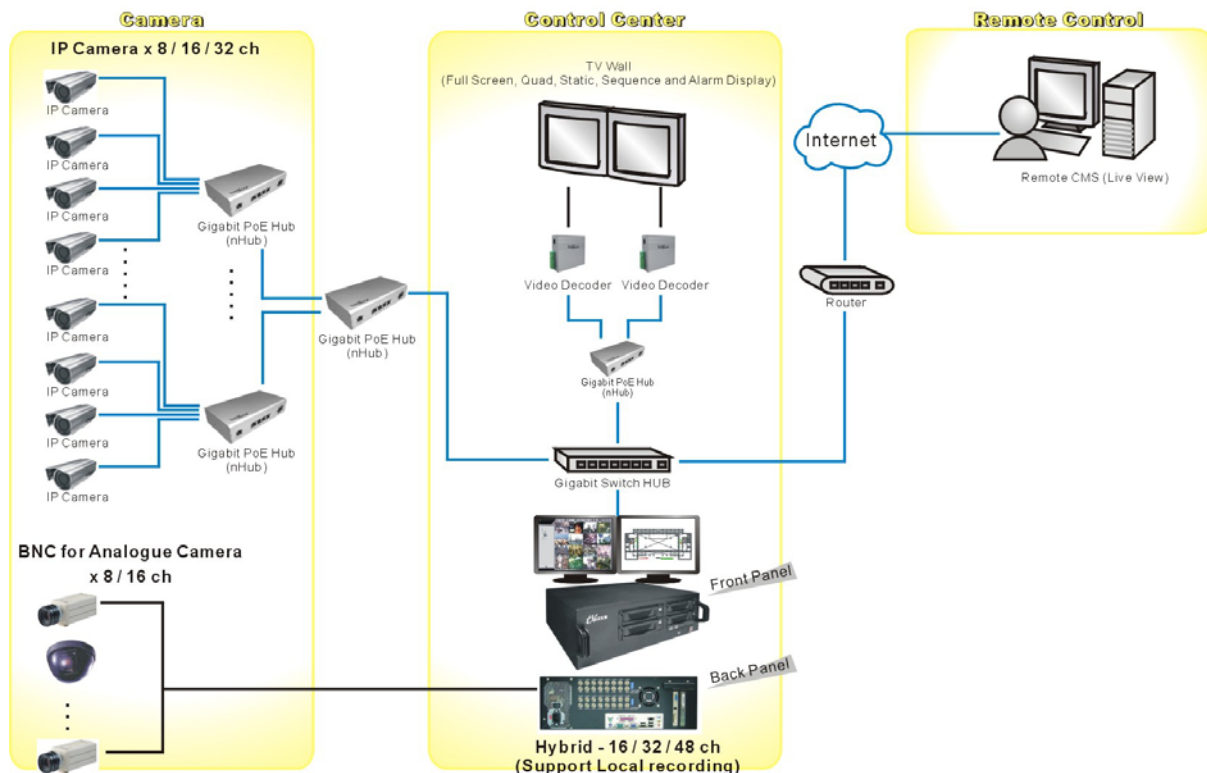 Camera
IP Camera x 8 / 16 / 32 ch
IP Camera
IP Camera
IP Camera
IP Camera
IP Camera
IP Camera
IP Camera
IP Camera
Gigabit PoE Hub
(nHub)
Gigabit PoE Hub
(nHub)
Gigabit PoE Hub
(nHub)
BNC for Analogue Camera
x 8 / 16 ch
Control Center
TV Wall
(Full Screen, Quad, Static, Sequence and Alarm Display)
Video Decoder
Video Decoder
Gigabit PoE Hub
(nHub)
Gigabit Switch HUB
Front Panel
Back Panel
Hybrid - 16 / 32 / 48 ch
(Support Local recording)
Remote Control
Internet
Remote CMS (Live View)
Router